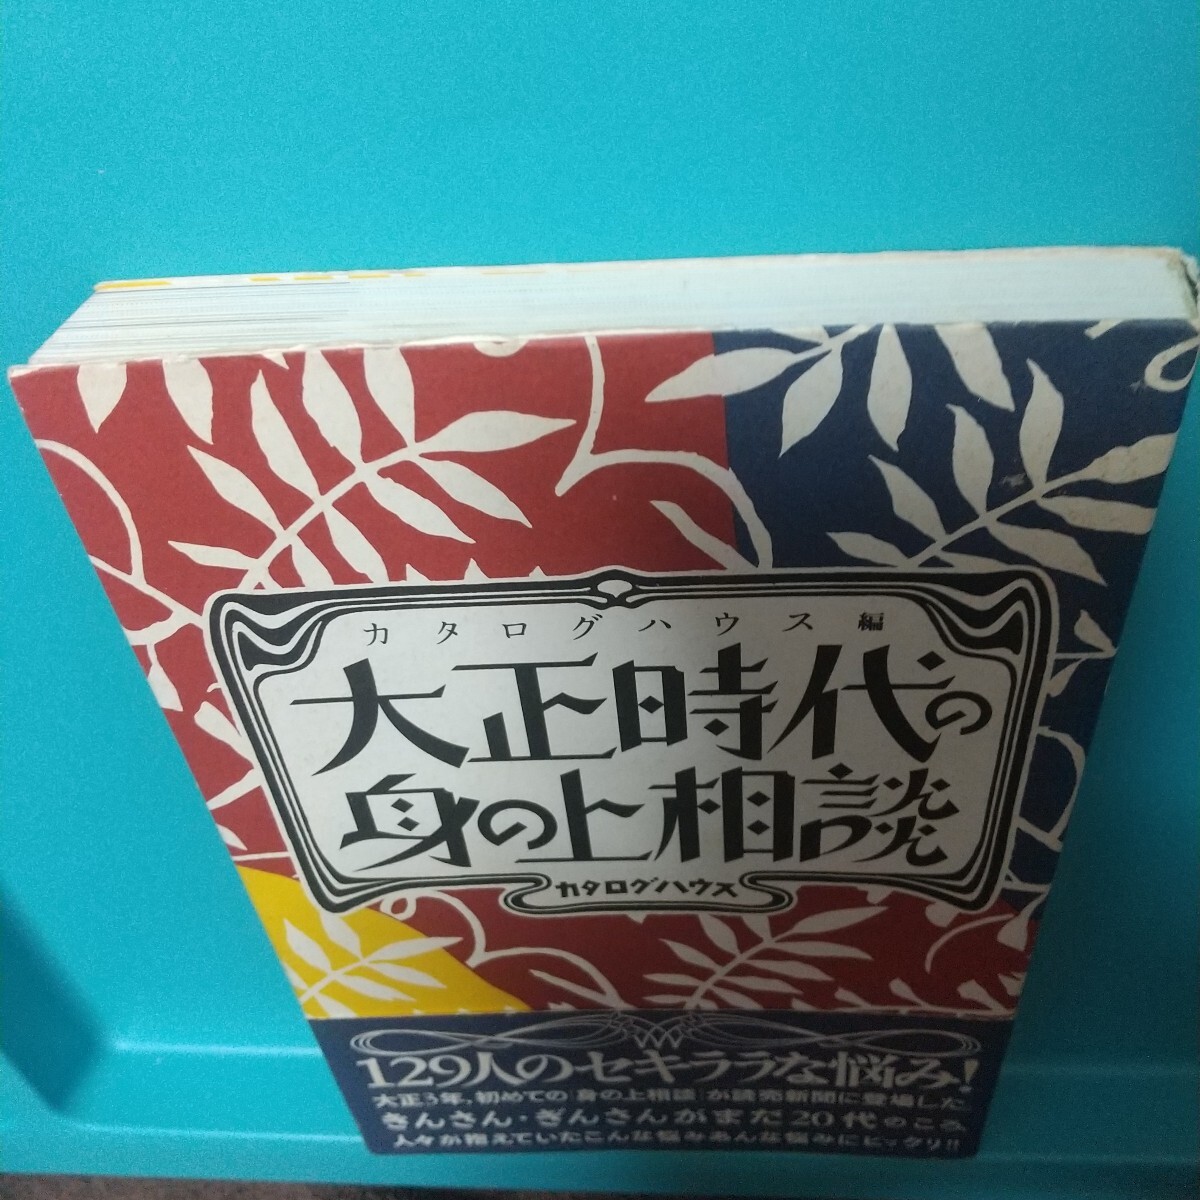 カタログハウス編
大正時代の
身の上相談
カタログハウス
129人のセキララな悩み!
大正3年,初めての「身の上相談」が読売新聞に登場した
きんさん・ぎんさんがまだ20代のころ
人々が抱えていたこんな悩みあんな悩みにビックリ!!